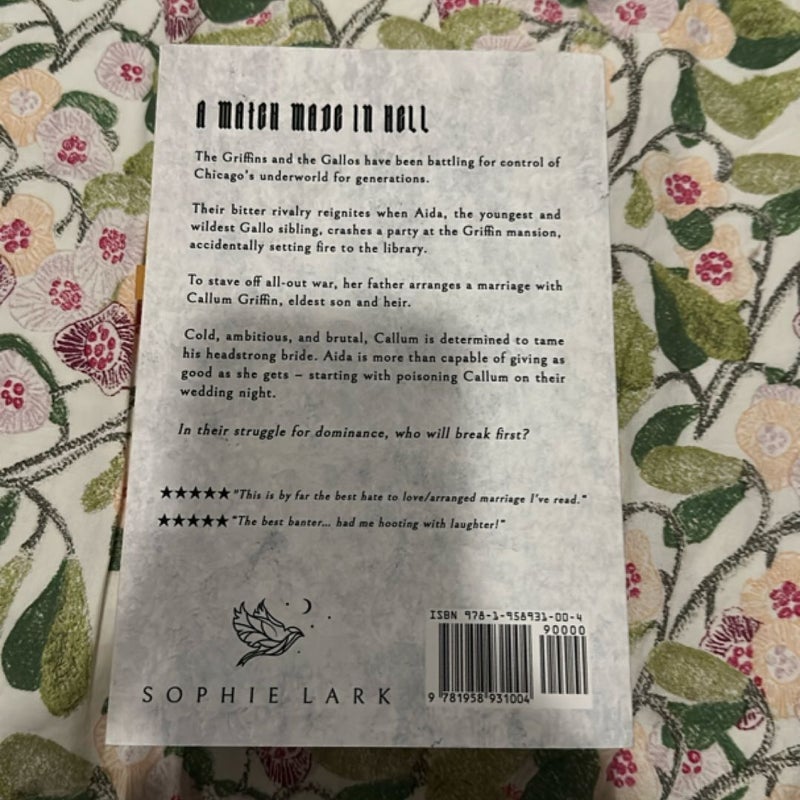 A MATCH MADE IN HELL
The Griffins and the Gallos have been battling for control of
Chicago's underworld for generations.
Their bitter rivalry reignites when Aida, the youngest and
wildest Gallo sibling, crashes a party at the Griffin mansion,
accidentally setting fire to the library.
To stave off all-out war, her father arranges a marriage with
Callum Griffin, eldest son and heir.
Cold, ambitious, and brutal, Callum is determined to tame
his headstrong bride. Aida is more than capable of giving as
good as she gets – starting with poisoning Callum on their
wedding night.
In their struggle for dominance, who will break first?
★★★★★"This is by far the best hate to love/arranged marriage I've read."
★★★★★"The best banter... had me hooting with laughter!"
ISBN 978-1-958931-00-4
90000
9 781958 931004
SOPHIE LARK